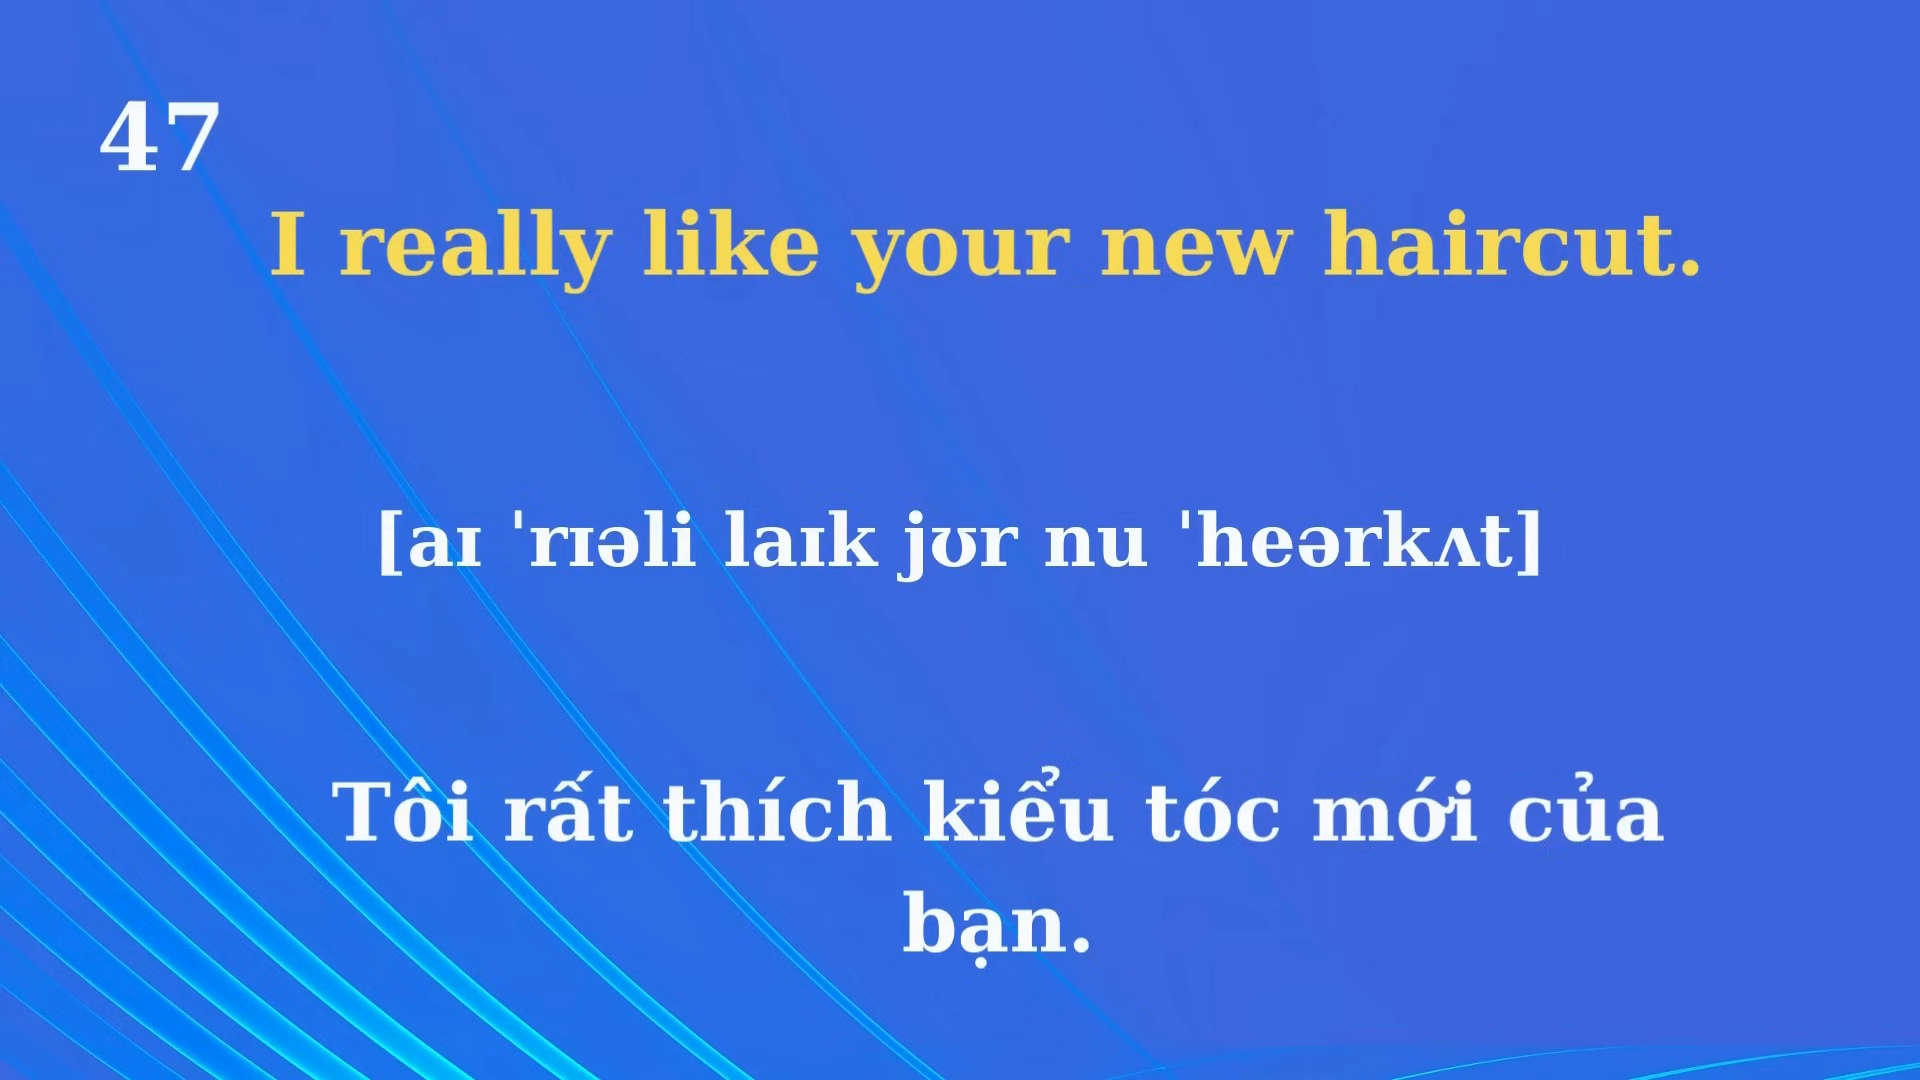 47
I really like your new haircut.
[aɪ ˈrɪəli laɪk jʊr nu ˈheərkʌt]
Tôi rất thích kiểu tóc mới của
bạn.